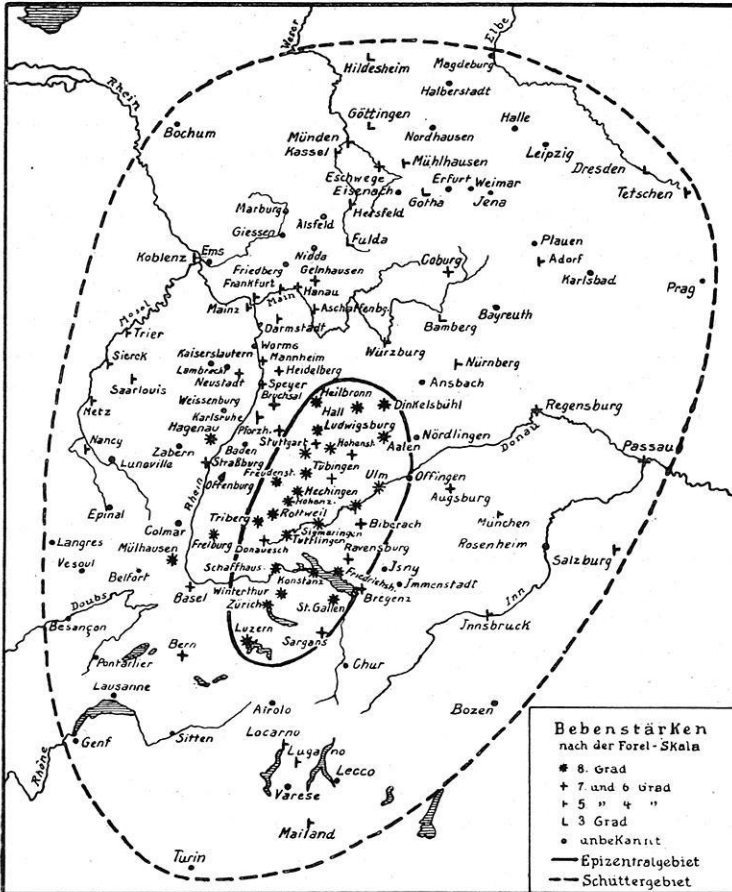 Weser
Elbe
Hildesheim
Magdeburg
Halberstadt
Rhein
Göttingen
Halle
Bochum
Nordhausen
Münden
Kassel
Mühlhausen
Leipzig
Dresden
Eschwege
Eisenach
Erfurt
Weimar
Tetschen
Gotha
Jena
Marburg
Alsfeld
Hersfeld
Giessen
Fulda
Plauen
Koblenz
Ems
Nidda
Adorf
Friedberg
Gelnhausen
Coburg
Karlsbad
Prag
Frankfurt
Hanau
Mosel
Mainz
Main
Aschaffenbg.
Bayreuth
Trier
Darmstadt
Bamberg
Worms
Würzburg
Sierck
Kaiserslautern
Mannheim
Nürnberg
Lambrecht
Heidelberg
Saarlouis
Neustadt
Speyer
Ansbach
Weissenburg
Bruchsal
Heilbronn
Metz
Karlsruhe
Hall
Dinkelsbühl
Regensburg
Hagenau
Pforzh.
Ludwigsburg
Nancy
Stuttgart
Hohenst.
Aalen
Nördlingen
Zabern
Baden
Donau
Passau
Luneville
Straßburg
Freudenst.
Tübingen
Ulm
Offingen
Rhein
Offenburg
Hechingen
Augsburg
Epinal
Hohenz.
München
Colmar
Triberg
Rottweil
Sigmaringen
Biberach
Rosenheim
Langres
Mülhausen
Freiburg
Tuttlingen
Salzburg
Donauesch
Ravensburg
Vesoul
Belfort
Schaffhaus.
Isny
Konstanz
Friedrichsh.
Immenstadt
Doubs
Basel
Winterthur
Bregenz
Inn
Zürich
St. Gallen
Besançon
Innsbruck
Luzern
Sargans
Bern
Pontarlier
Chur
Lausanne
Airolo
Bozen
Genf
Sitten
Locarno
Rhône
Lugano
Lecco
Varese
Mailand
Turin
Bebenstärken
nach der Forel-Skala
8. Grad
7. und 6 Grad
5 " 4 "
3 Grad
unbekannt
Epizentralgebiet
Schüttergebiet